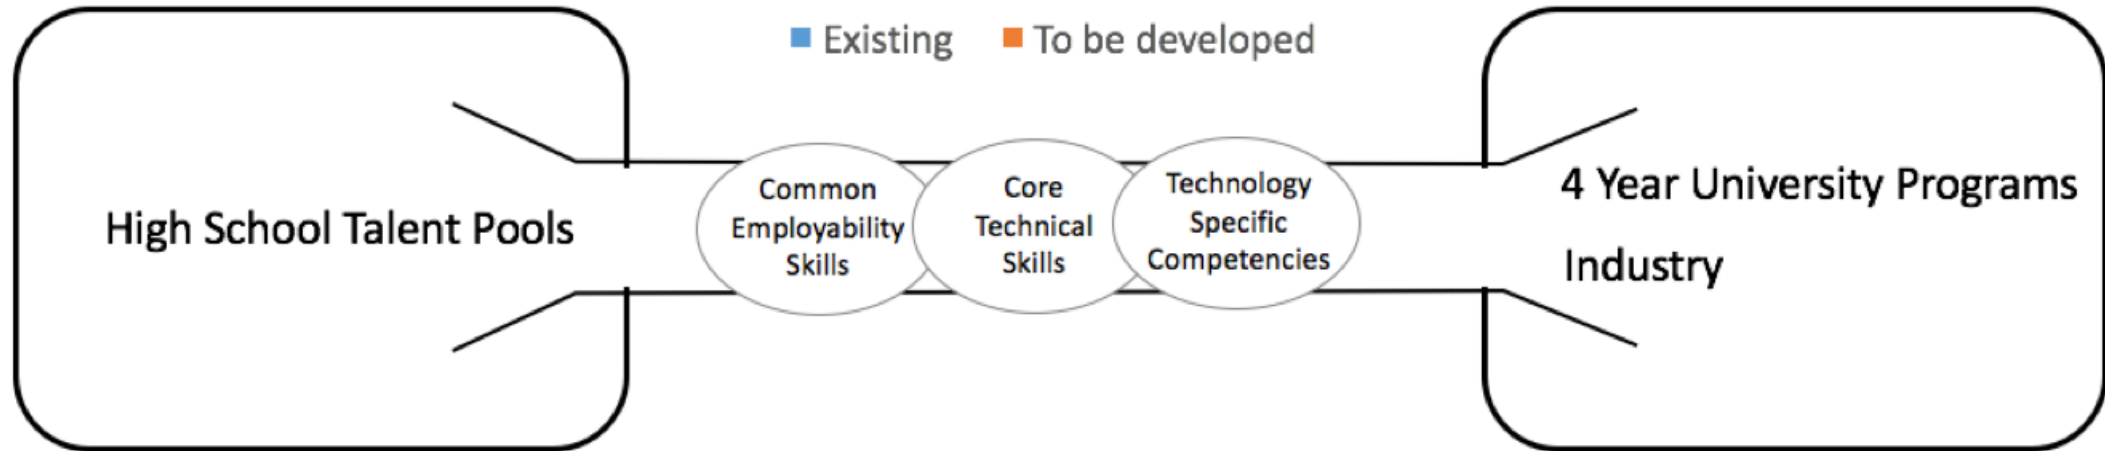 Existing To be developed
High School Talent Pools
Common
Employability
Skills
Core
Technical
Skills
Technology
Specific
Competencies
4 Year University Programs
Industry